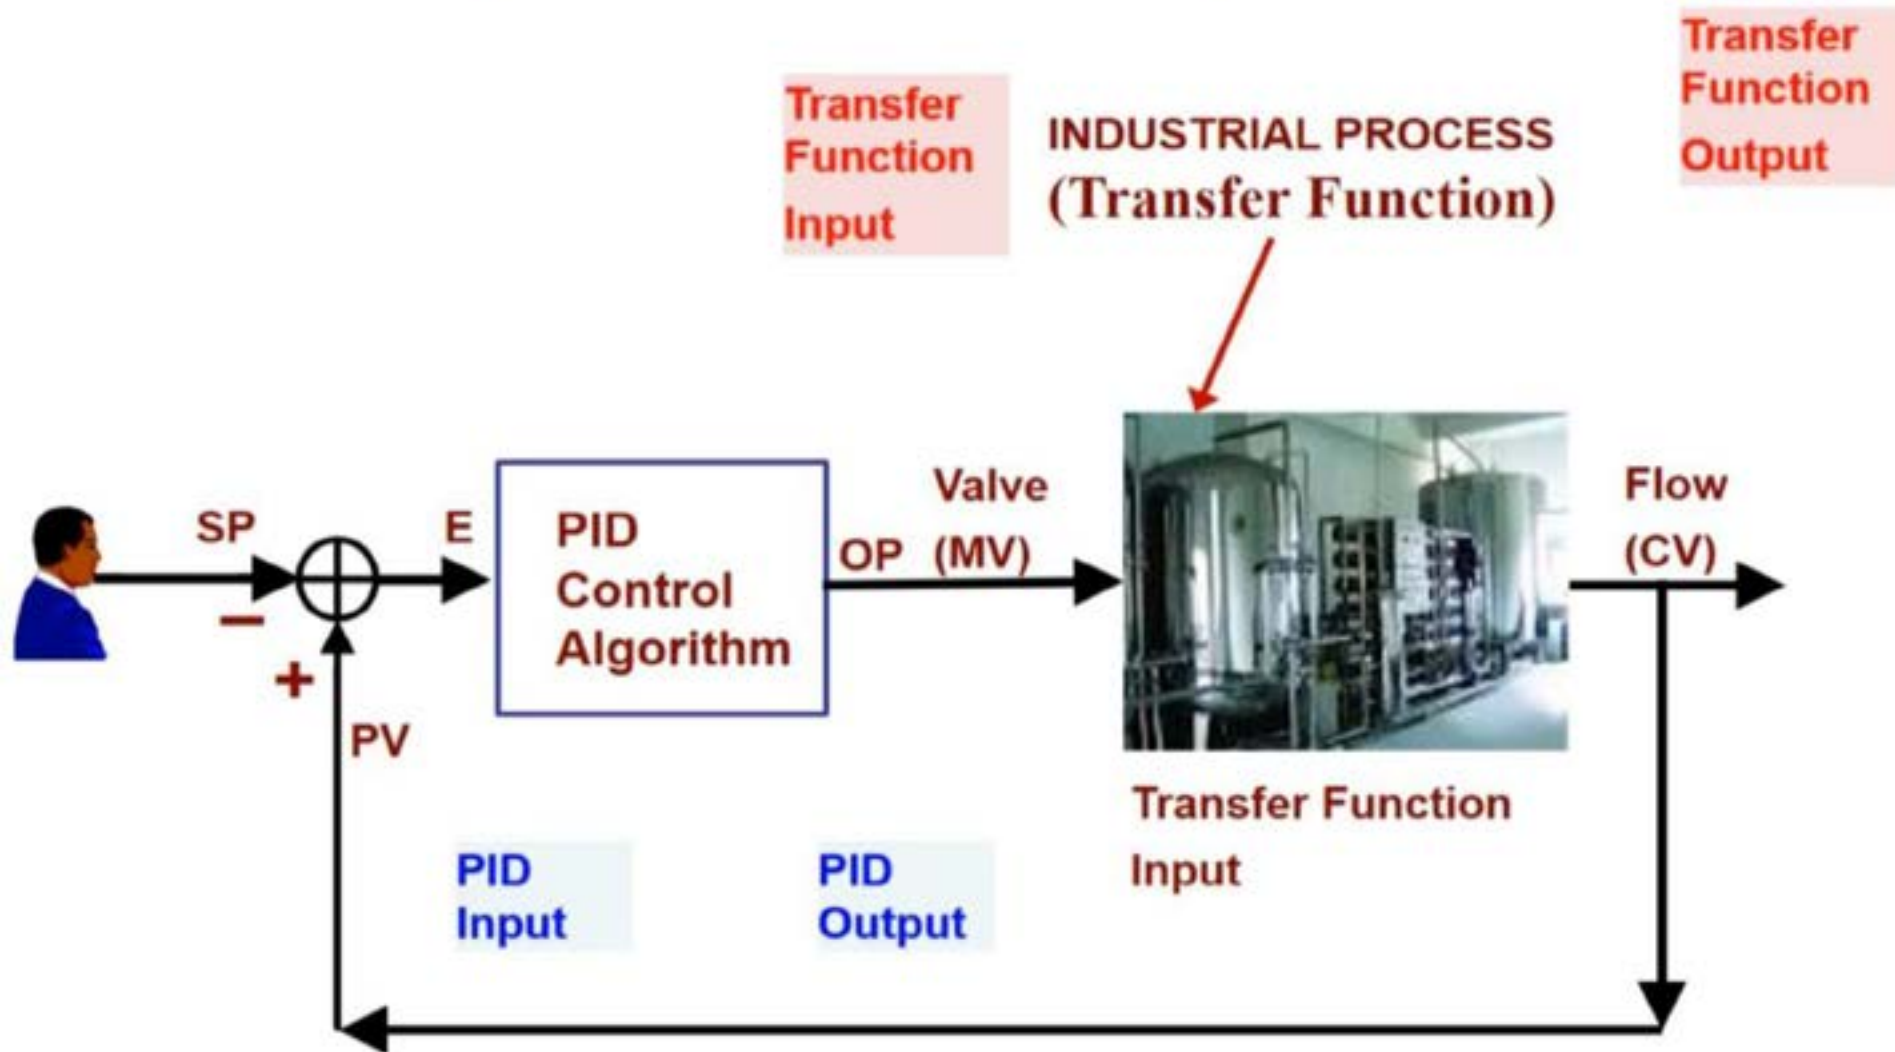 Transfer
Function
Output
Transfer
Function
Input
INDUSTRIAL PROCESS
(Transfer Function)
SP
E
PID
Control
Algorithm
OP
Valve
(MV)
Flow
(CV)
−
+
PV
Transfer Function
Input
PID
Input
PID
Output